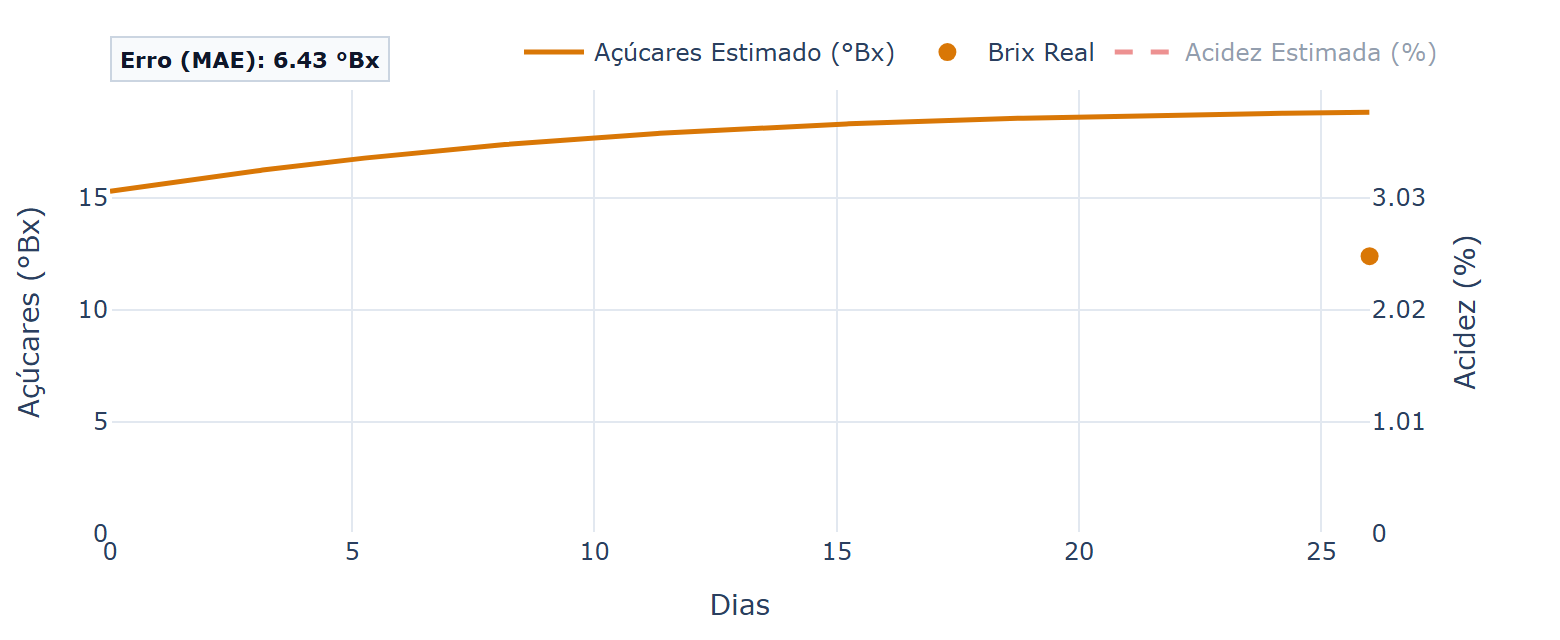 Erro (MAE): 6.43 ºBx
Açúcares Estimado (°Bx)
Brix Real
Acidez Estimada (%)
Açúcares (°Bx)
15
10
5
0
3.03
2.02
1.01
0
Acidez (%)
0
5
10
15
20
25
Dias